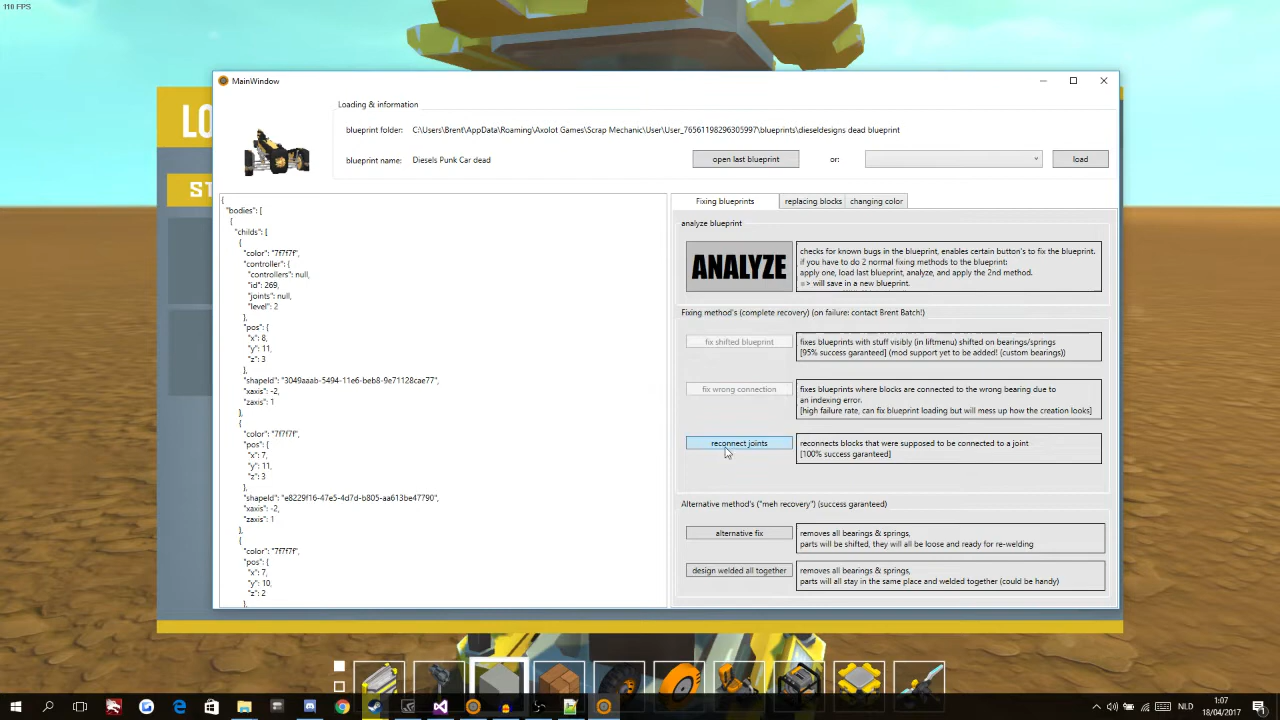 110 FPS
MainWindow
LO
ST
Loading & information
blueprint folder: C:\Users\Brent\AppData\Roaming\Axolot Games\Scrap Mechanic\User\User_76561198296305997\blueprints\dieseldesigns dead blueprint
blueprint name: Diesels Punk Car dead
open last blueprint or: load
{
"bodies": [
{
"childs": [
{
"color": "7f7f7f",
"controller": {
"controllers": null,
"id": 269,
"joints": null,
"level": 2
},
"pos": {
"x": 8,
"y": 11,
"z": 3
},
"shapeId": "3049aaab-5494-11e6-beb8-9e71128cae77",
"xaxis": -2,
"zaxis": 1
},
{
"color": "7f7f7f",
"pos": {
"x": 7,
"y": 11,
"z": 3
},
"shapeId": "e8229f16-47e5-4d7d-b805-aa613be47790",
"xaxis": -2,
"zaxis": 1
},
{
"color": "7f7f7f",
"pos": {
"x": 7,
"y": 10,
"z": 2
},
Fixing blueprints replacing blocks changing color
analyze blueprint
ANALYZE
checks for known bugs in the blueprint, enables certain button's to fix the blueprint.
if you have to do 2 normal fixing methods to the blueprint:
apply one, load last blueprint, analyze, and apply the 2nd method.
=> will save in a new blueprint.
Fixing method's (complete recovery) (on failure: contact Brent Batch!)
fix shifted blueprint
fixes blueprints with stuff visibly (in liftmenu) shifted on bearings/springs
[95% success garanteed] (mod support yet to be added! (custom bearings))
fix wrong connection
fixes blueprints where blocks are connected to the wrong bearing due to
an indexing error.
[high failure rate, can fix blueprint loading but will mess up how the creation looks]
reconnect joints
reconnects blocks that were supposed to be connected to a joint
[100% success garanteed]
Alternative method's ("meh recovery") (success garanteed)
alternative fix
removes all bearings & springs,
parts will be shifted, they will all be loose and ready for re-welding
design welded all together
removes all bearings & springs,
parts will all stay in the same place and welded together (could be handy)
NLD
1:07
18/04/2017